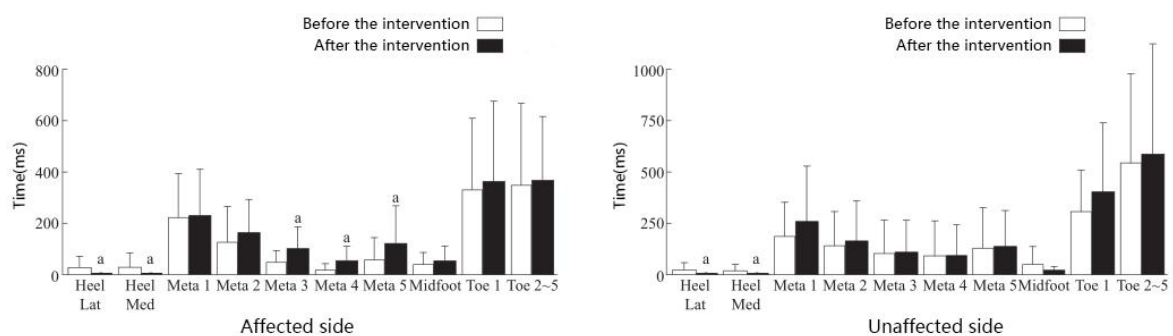 Before the intervention
After the intervention
800
600
400
200
0
Time(ms)
a
a
a
a
a
Heel Lat
Heel Med
Meta 1
Meta 2
Meta 3
Meta 4
Meta 5
Midfoot
Toe 1
Toe 2~5
Affected side
Before the intervention
After the intervention
1000
750
500
250
0
Time(ms)
a
a
Heel Lat
Heel Med
Meta 1
Meta 2
Meta 3
Meta 4
Meta 5
Midfoot
Toe 1
Toe 2~5
Unaffected side